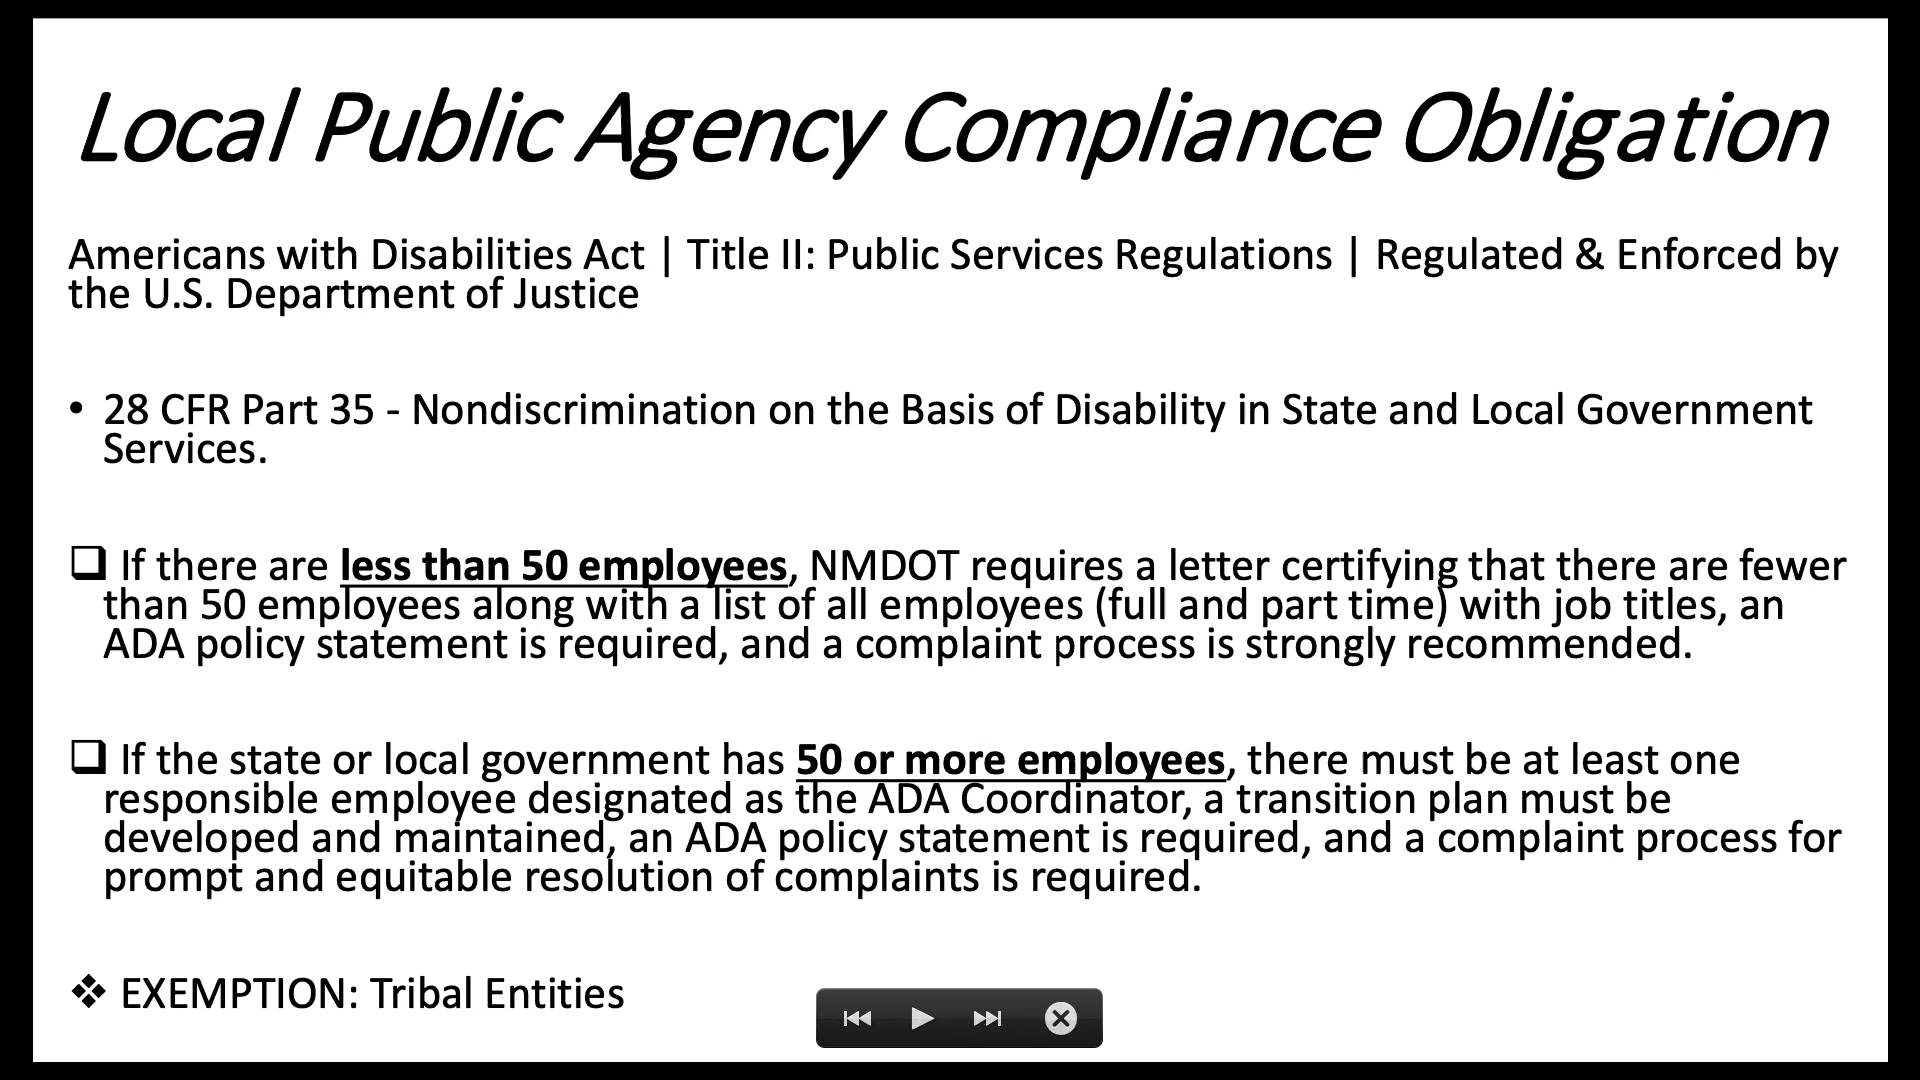 Local Public Agency Compliance Obligation
Americans with Disabilities Act | Title II: Public Services Regulations | Regulated & Enforced by
the U.S. Department of Justice
• 28 CFR Part 35 - Nondiscrimination on the Basis of Disability in State and Local Government
Services.
❑ If there are less than 50 employees, NMDOT requires a letter certifying that there are fewer
than 50 employees along with a list of all employees (full and part time) with job titles, an
ADA policy statement is required, and a complaint process is strongly recommended.
❑ If the state or local government has 50 or more employees, there must be at least one
responsible employee designated as the ADA Coordinator, a transition plan must be
developed and maintained, an ADA policy statement is required, and a complaint process for
prompt and equitable resolution of complaints is required.
❖ EXEMPTION: Tribal Entities